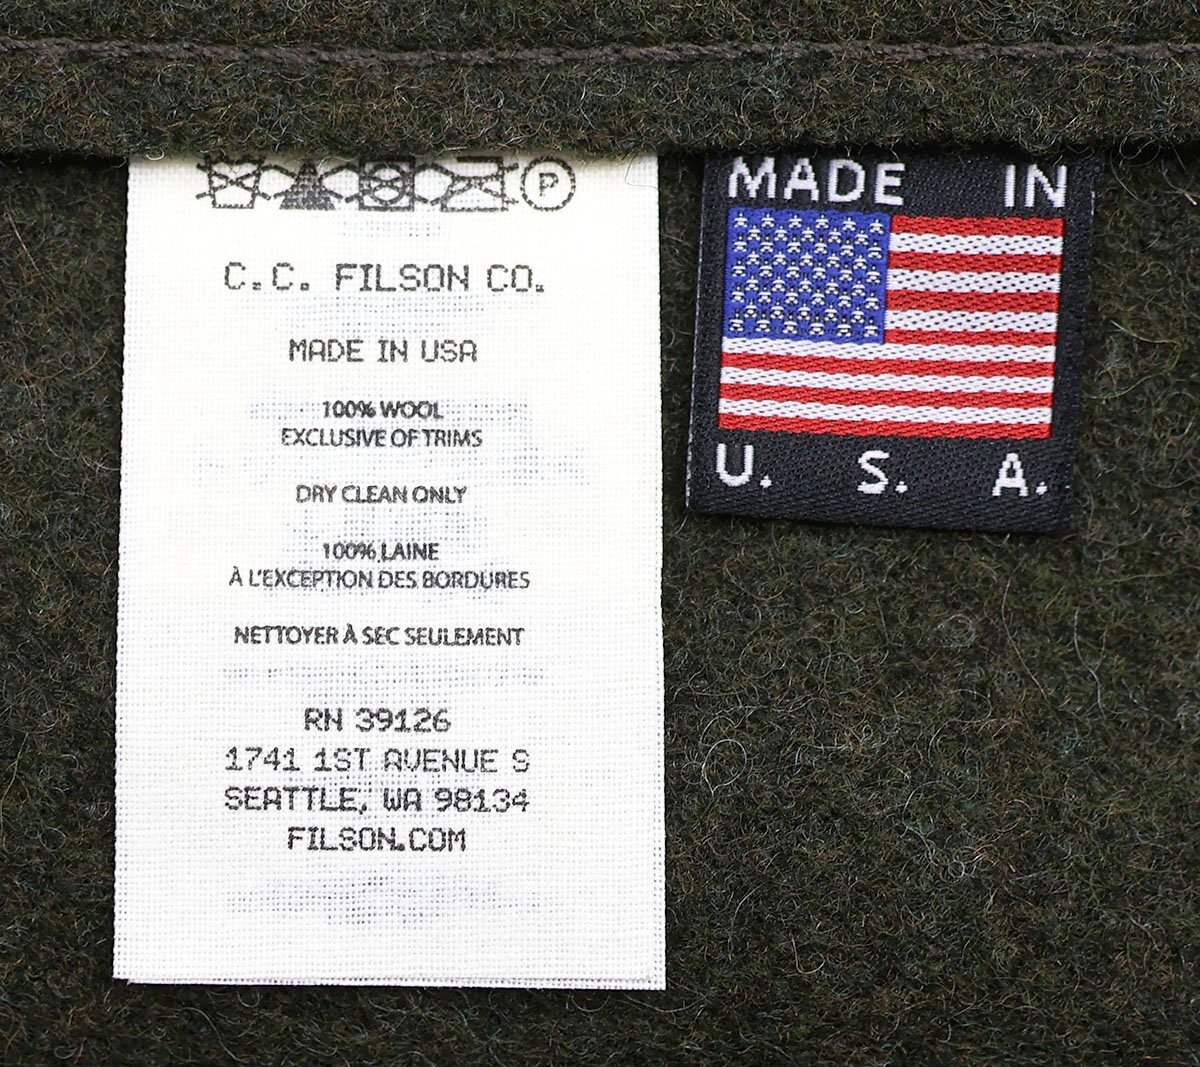 P
C.C. FILSON CO.
MADE IN USA
100% WOOL
EXCLUSIVE OF TRIMS
DRY CLEAN ONLY
100% LAINE
À L'EXCEPTION DES BORDURES
NETTOYER À SEC SEULEMENT
RN 39126
1741 1ST AVENUE S
SEATTLE, WA 98134
FILSON.COM
MADE IN
U. S. A.